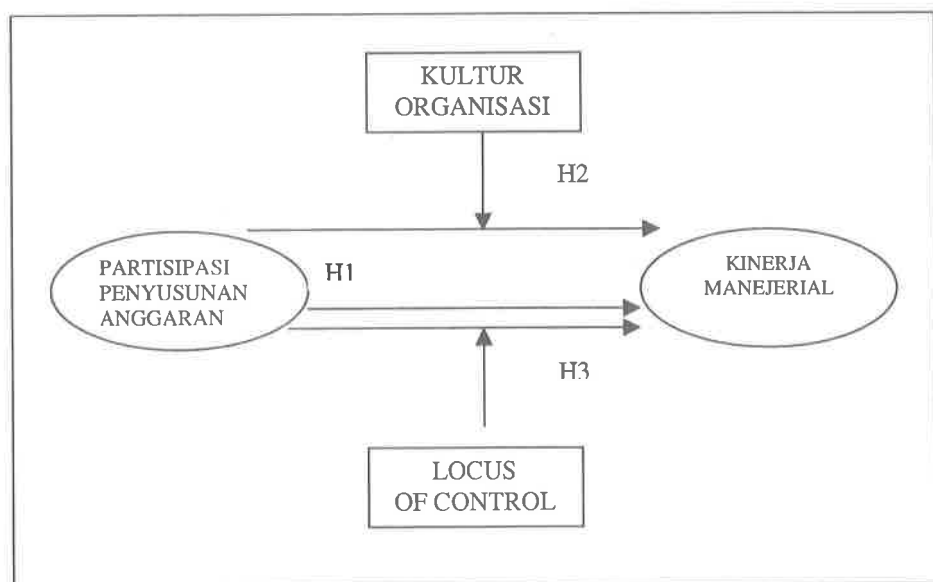 KULTUR
ORGANISASI
H2
PARTISIPASI
PENYUSUNAN
ANGGARAN
H1
KINERJA
MANEJERIAL
H3
LOCUS
OF CONTROL